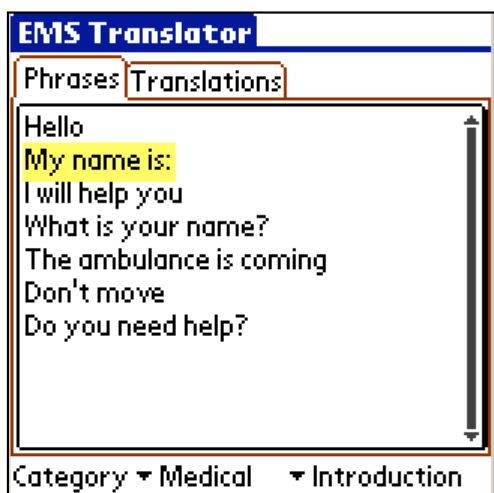 EMS Translator
Phrases Translations
Hello
My name is:
I will help you
What is your name?
The ambulance is coming
Don't move
Do you need help?
Category Medical Introduction